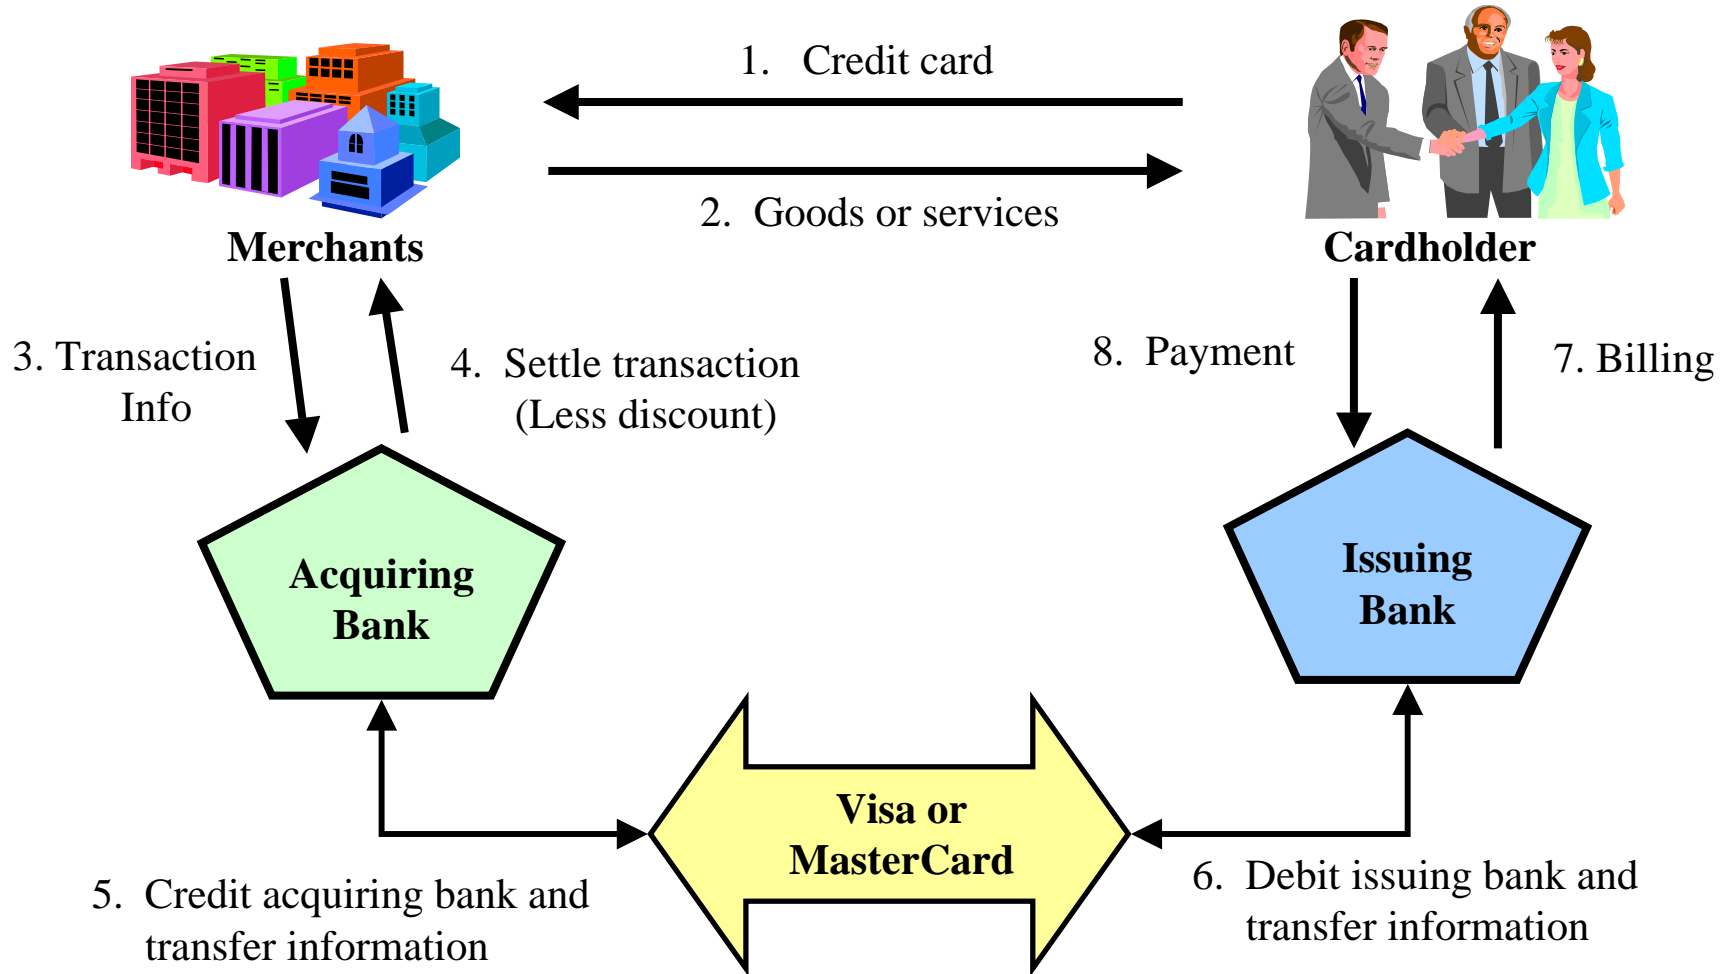 1. Credit card
2. Goods or services
Merchants
Cardholder
3. Transaction
Info
4. Settle transaction
(Less discount)
8. Payment
7. Billing
Acquiring
Bank
Issuing
Bank
Visa or
MasterCard
5. Credit acquiring bank and
transfer information
6. Debit issuing bank and
transfer information